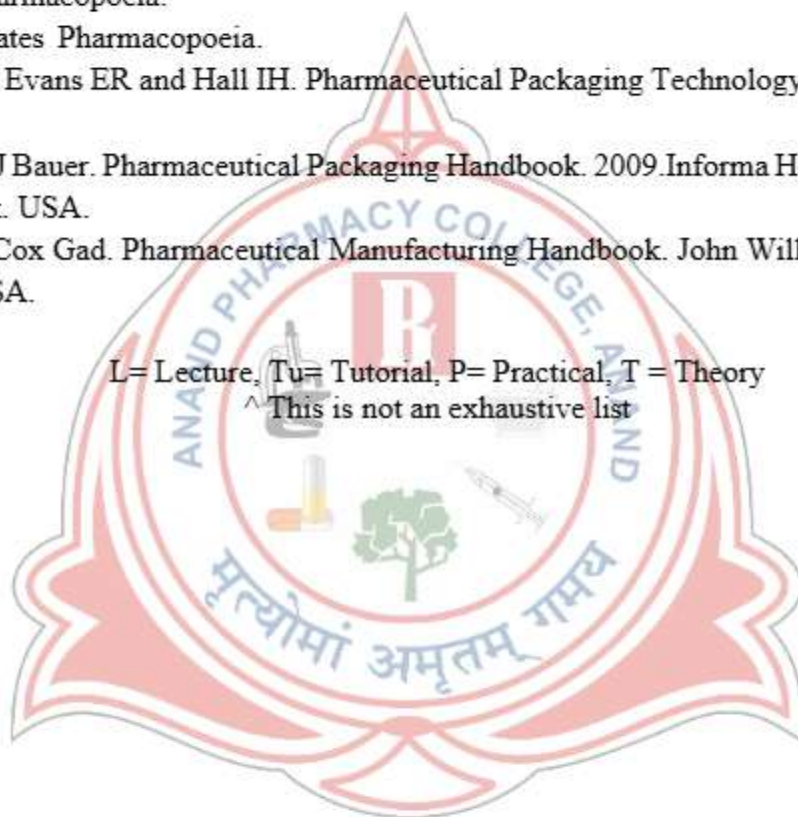 ates Pharmacopoeia.
Evans ER and Hall IH. Pharmaceutical Packaging Technology.
Bauer. Pharmaceutical Packaging Handbook. 2009.Informa H
. USA.
Cox Gad. Pharmaceutical Manufacturing Handbook. John Will
SA.
ANAND PHARMACY COLLEGE, ANAND
R
L= Lecture, Tu= Tutorial, P= Practical, T = Theory
^ This is not an exhaustive list
मृत्योर्मा अमृतम् गमय